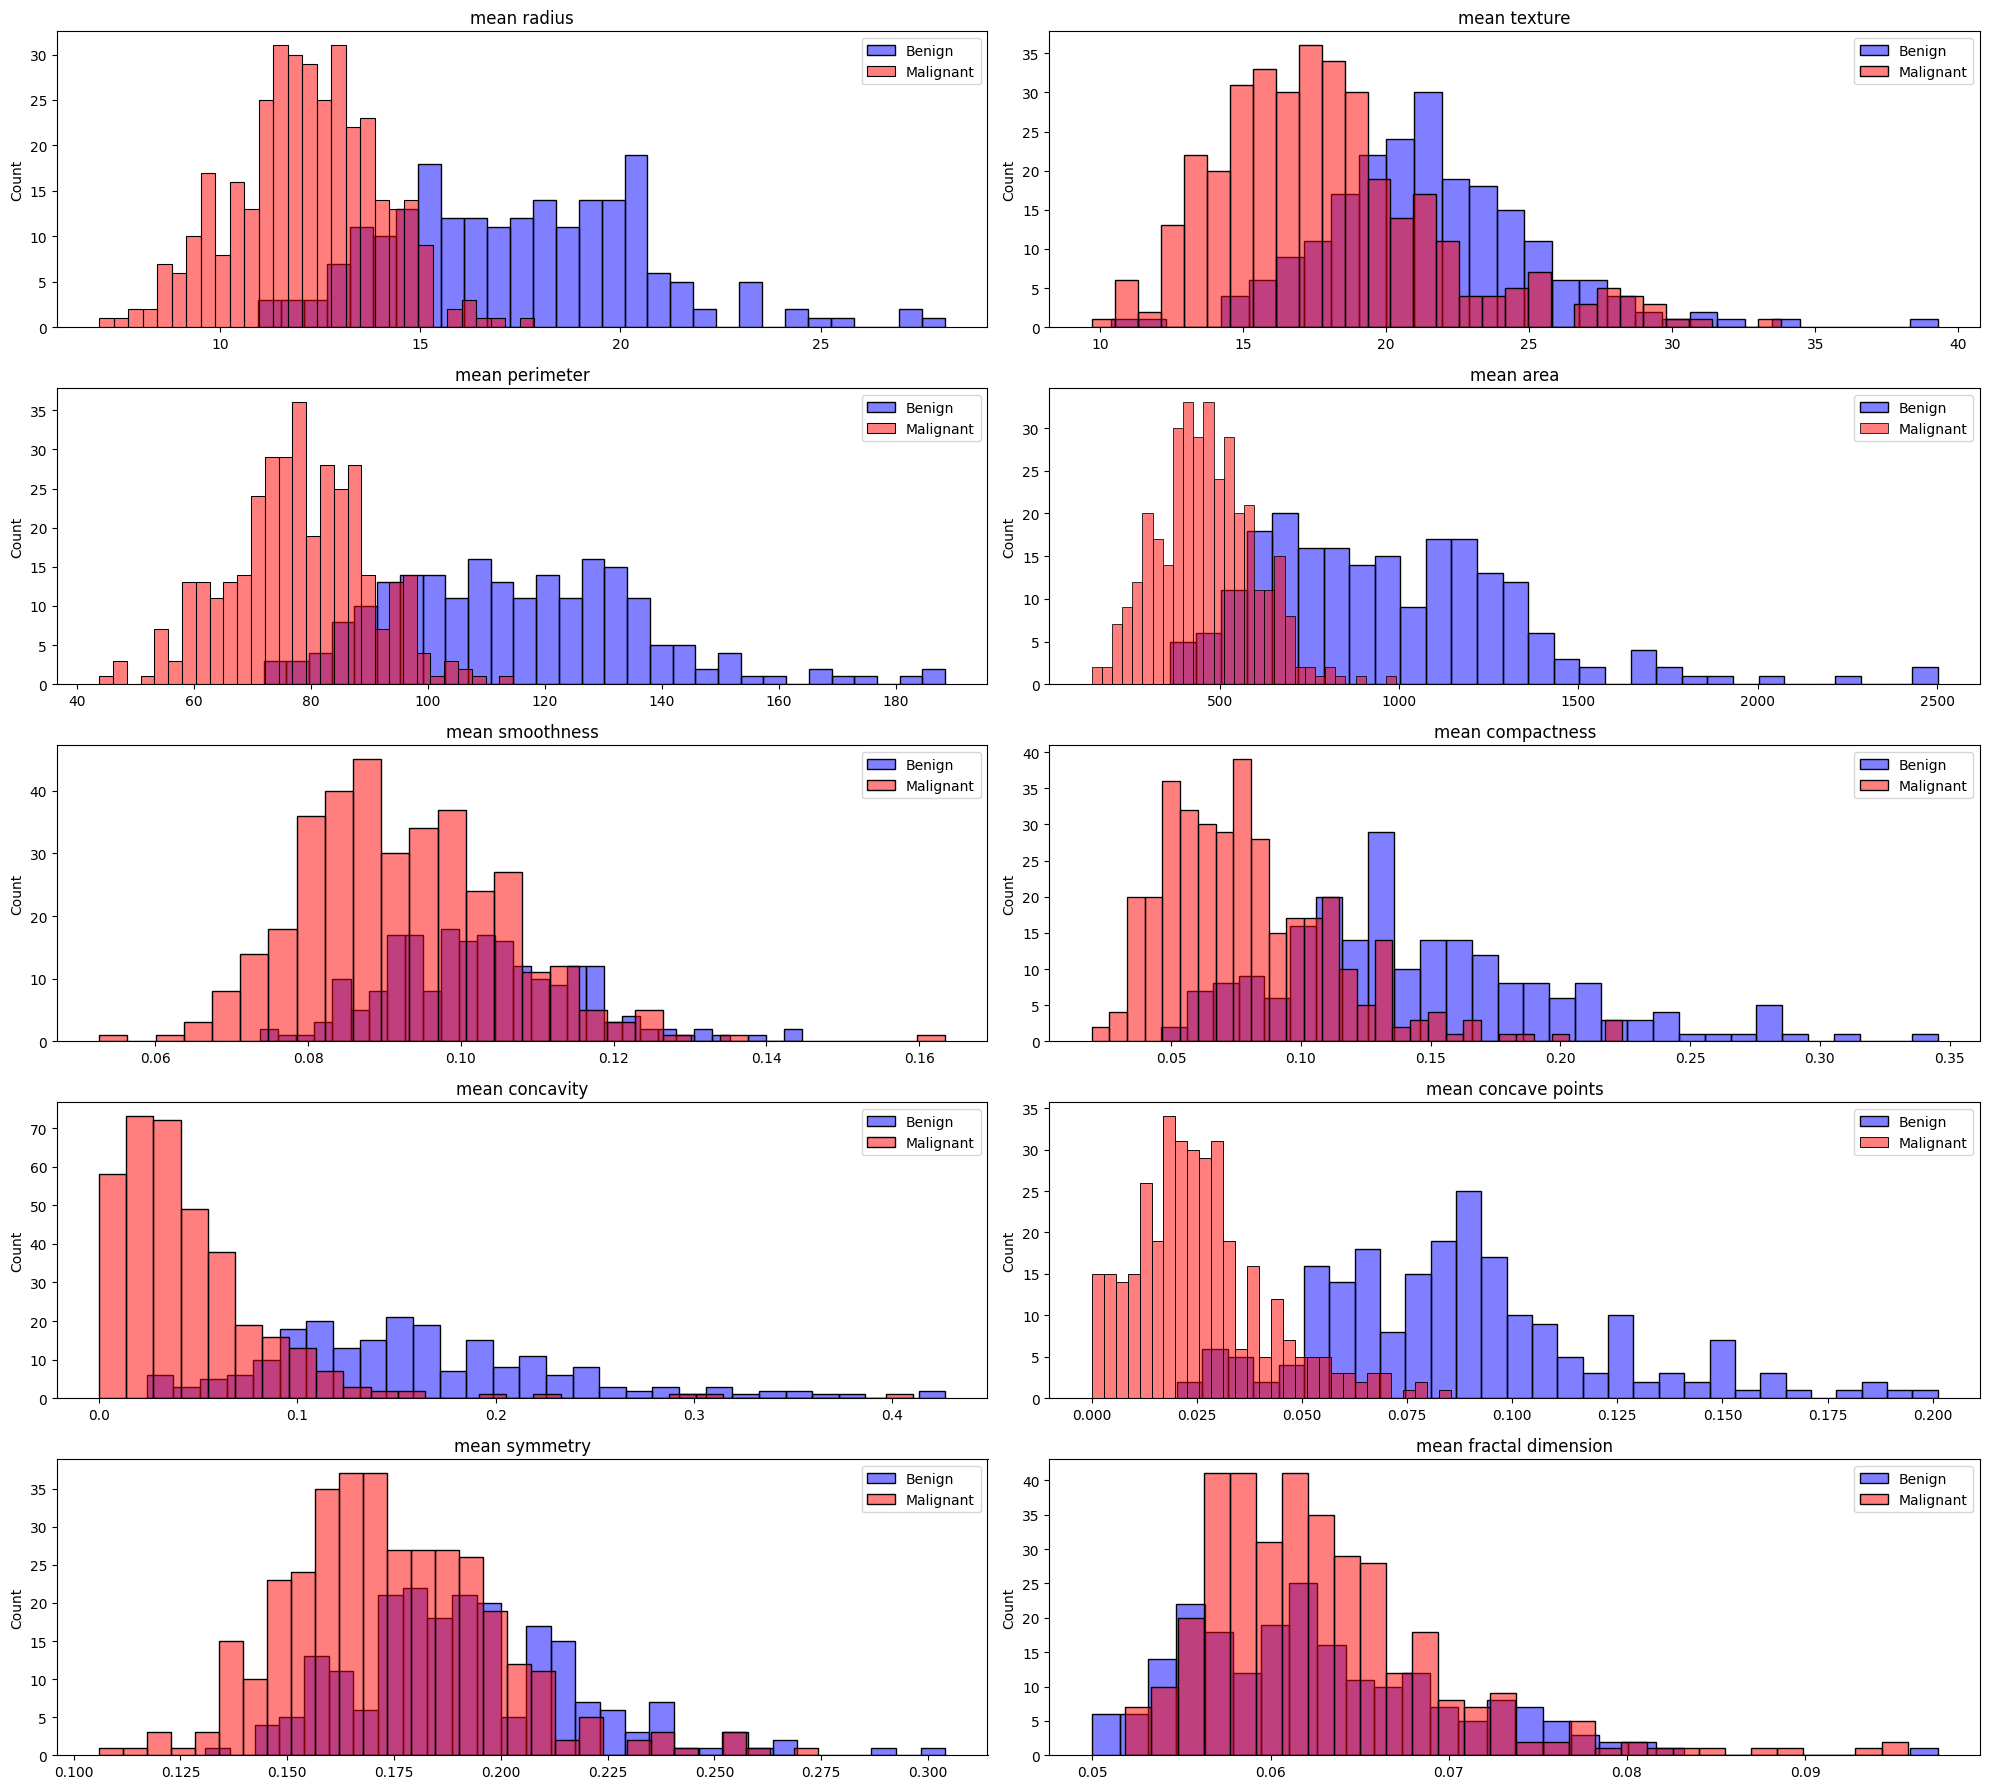 mean radius
Count
30
25
20
15
10
5
0
10 15 20 25
Benign
Malignant
mean texture
Count
35
30
25
20
15
10
5
0
10 15 20 25 30 35 40
Benign
Malignant
mean perimeter
Count
35
30
25
20
15
10
5
0
40 60 80 100 120 140 160 180
Benign
Malignant
mean area
Count
30
25
20
15
10
5
0
500 1000 1500 2000 2500
Benign
Malignant
mean smoothness
Count
40
30
20
10
0
0.06 0.08 0.10 0.12 0.14 0.16
Benign
Malignant
mean compactness
Count
40
35
30
25
20
15
10
5
0
0.05 0.10 0.15 0.20 0.25 0.30 0.35
Benign
Malignant
mean concavity
Count
70
60
50
40
30
20
10
0
0.0 0.1 0.2 0.3 0.4
Benign
Malignant
mean concave points
Count
35
30
25
20
15
10
5
0
0.000 0.025 0.050 0.075 0.100 0.125 0.150 0.175 0.200
Benign
Malignant
mean symmetry
Count
35
30
25
20
15
10
5
0
0.100 0.125 0.150 0.175 0.200 0.225 0.250 0.275 0.300
Benign
Malignant
mean fractal dimension
Count
40
35
30
25
20
15
10
5
0
0.05 0.06 0.07 0.08 0.09
Benign
Malignant